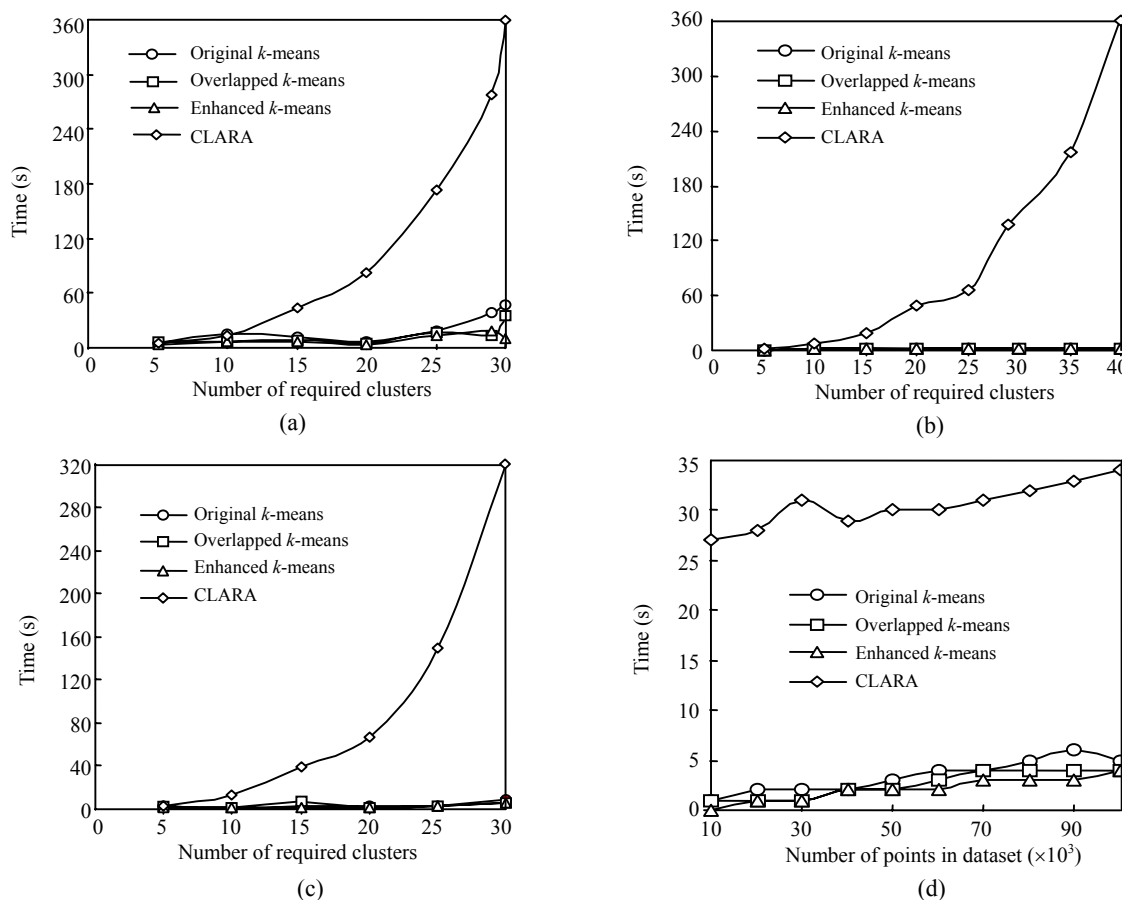 360
300
240
180
120
60
0
Time (s)
Original k-means
Overlapped k-means
Enhanced k-means
CLARA
0 5 10 15 20 25 30
Number of required clusters
(a)
360
300
240
180
120
60
0
Time (s)
Original k-means
Overlapped k-means
Enhanced k-means
CLARA
0 5 10 15 20 25 30 35 40
Number of required clusters
(b)
320
280
240
200
160
120
80
40
0
Time (s)
Original k-means
Overlapped k-means
Enhanced k-means
CLARA
0 5 10 15 20 25 30
Number of required clusters
(c)
35
30
25
20
15
10
5
0
Time (s)
Original k-means
Overlapped k-means
Enhanced k-means
CLARA
10 30 50 70 90
Number of points in dataset (×10³)
(d)